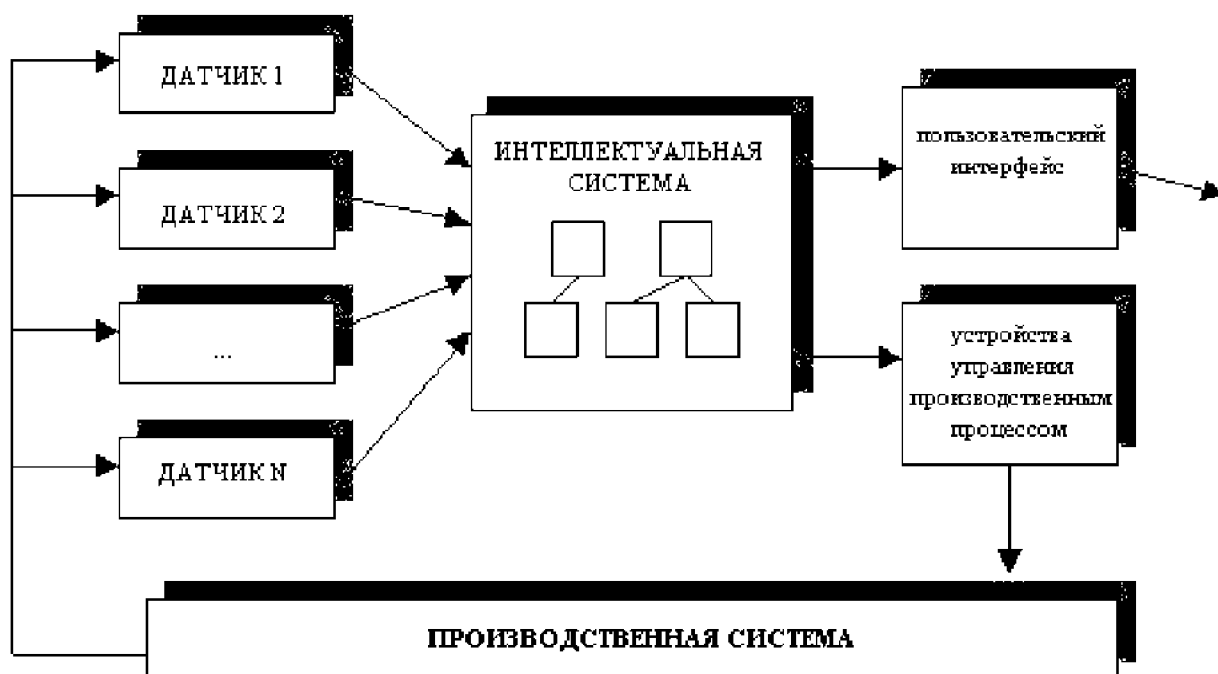 ДАТЧИК 1
ДАТЧИК 2
...
ДАТЧИК N
ИНТЕЛЛЕКТУАЛЬНАЯ
СИСТЕМА
пользовательский
интерфейс
устройства
управления
производственным
процессом
ПРОИЗВОДСТВЕННАЯ СИСТЕМА